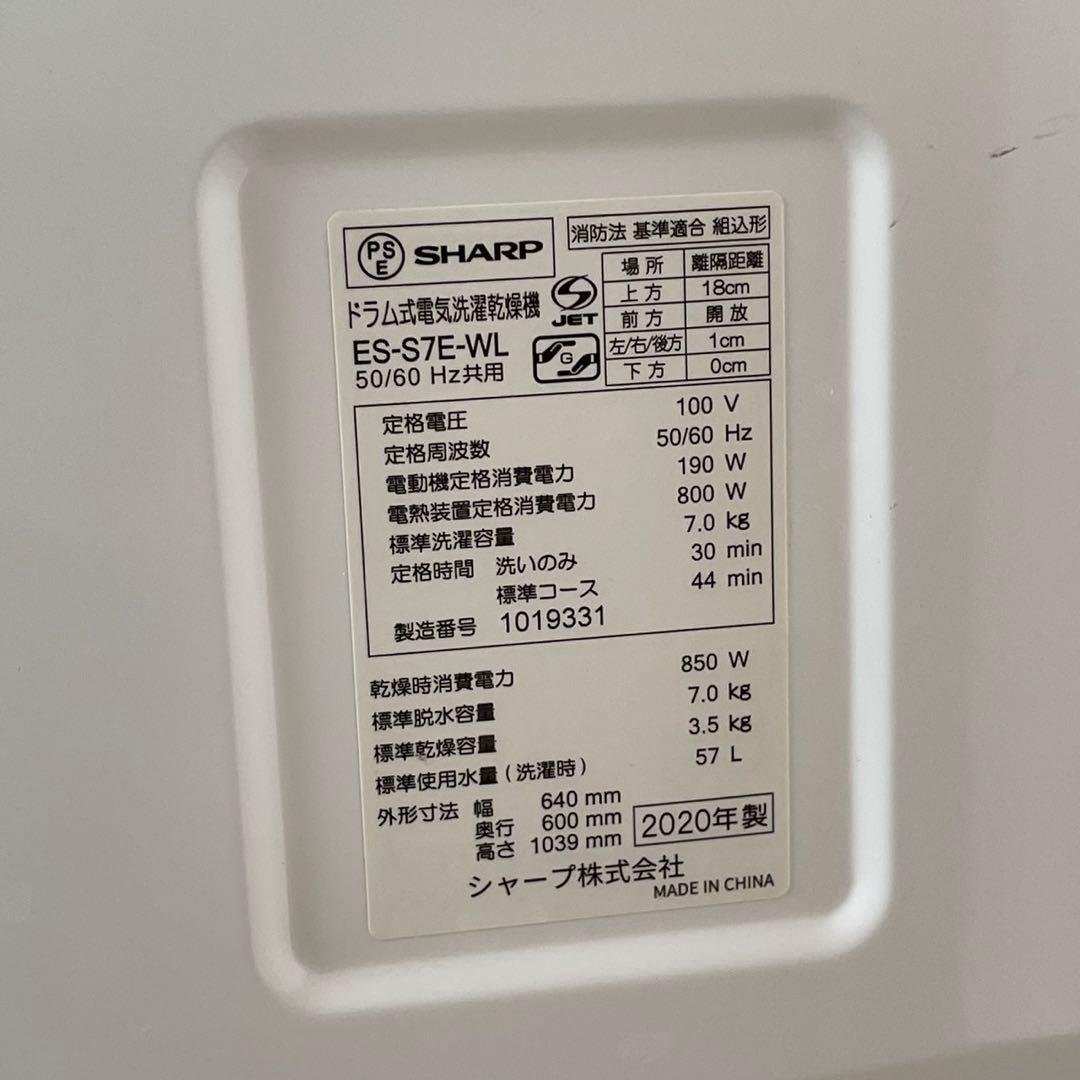 PSE SHARP
ドラム式電気洗濯乾燥機
ES-S7E-WL
50/60 Hz共用
JET
G
消防法 基準適合 組込形
場所 離隔距離
上方 18cm
前方 開放
左/右/後方 1cm
下方 0cm
定格電圧 100 V
定格周波数 50/60 Hz
電動機定格消費電力 190 W
電熱装置定格消費電力 800 W
標準洗濯容量 7.0 kg
定格時間 洗いのみ 30 min
標準コース 44 min
製造番号 1019331
乾燥時消費電力 850 W
標準脱水容量 7.0 kg
標準乾燥容量 3.5 kg
標準使用水量(洗濯時) 57 L
外形寸法 幅 640 mm
奥行 600 mm
高さ 1039 mm
2020年製
シャープ株式会社
MADE IN CHINA